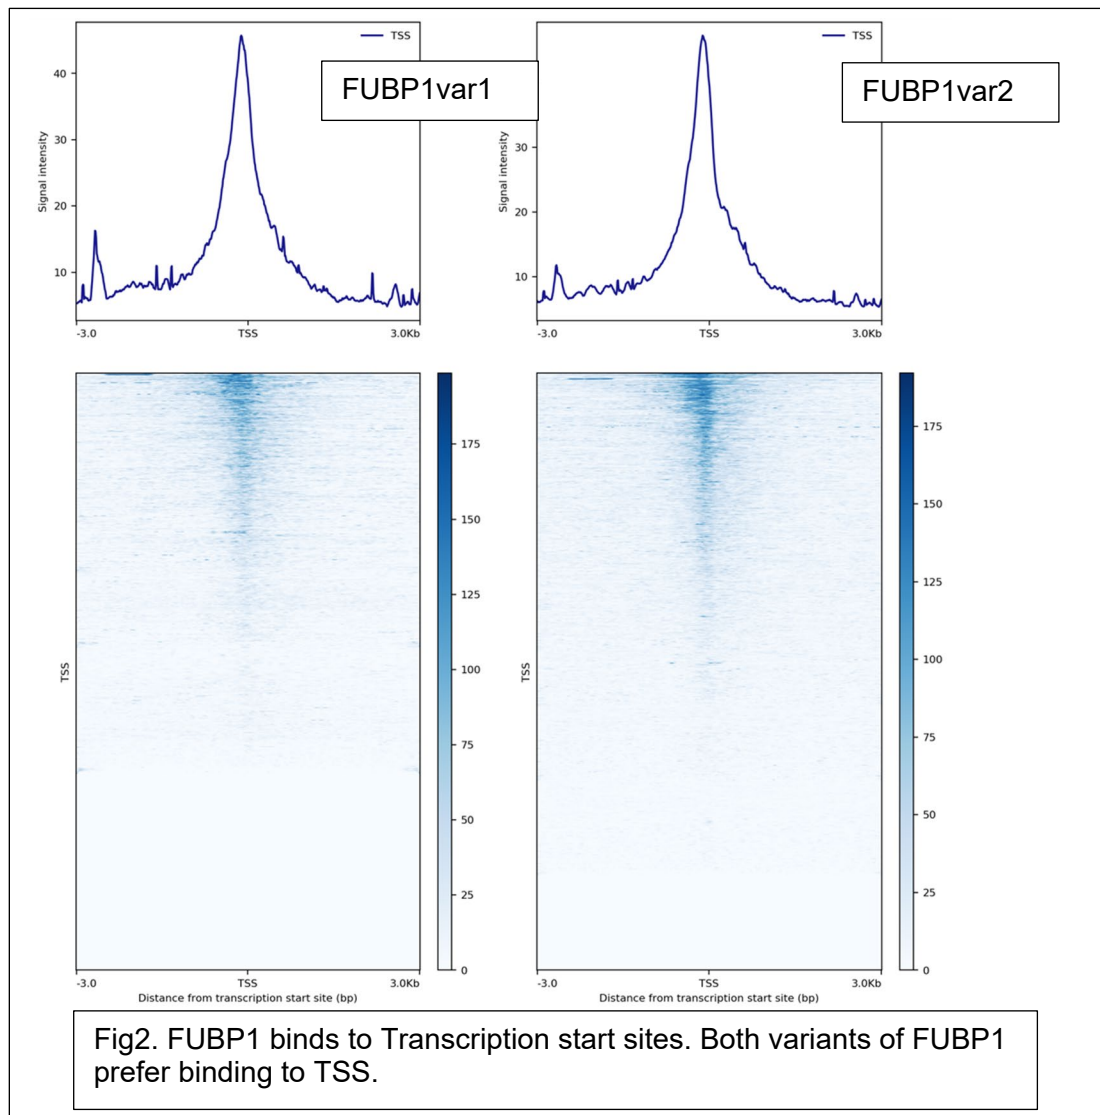 TSS
FUBP1var1
40
30
20
10
Signal intensity
-3.0
TSS
3.0Kb
TSS
FUBP1var2
30
20
10
Signal intensity
-3.0
TSS
3.0Kb
TSS
175
150
125
100
75
50
25
0
-3.0
TSS
3.0Kb
Distance from transcription start site (bp)
TSS
175
150
125
100
75
50
25
0
-3.0
TSS
3.0Kb
Distance from transcription start site (bp)
Fig2. FUBP1 binds to Transcription start sites. Both variants of FUBP1
prefer binding to TSS.